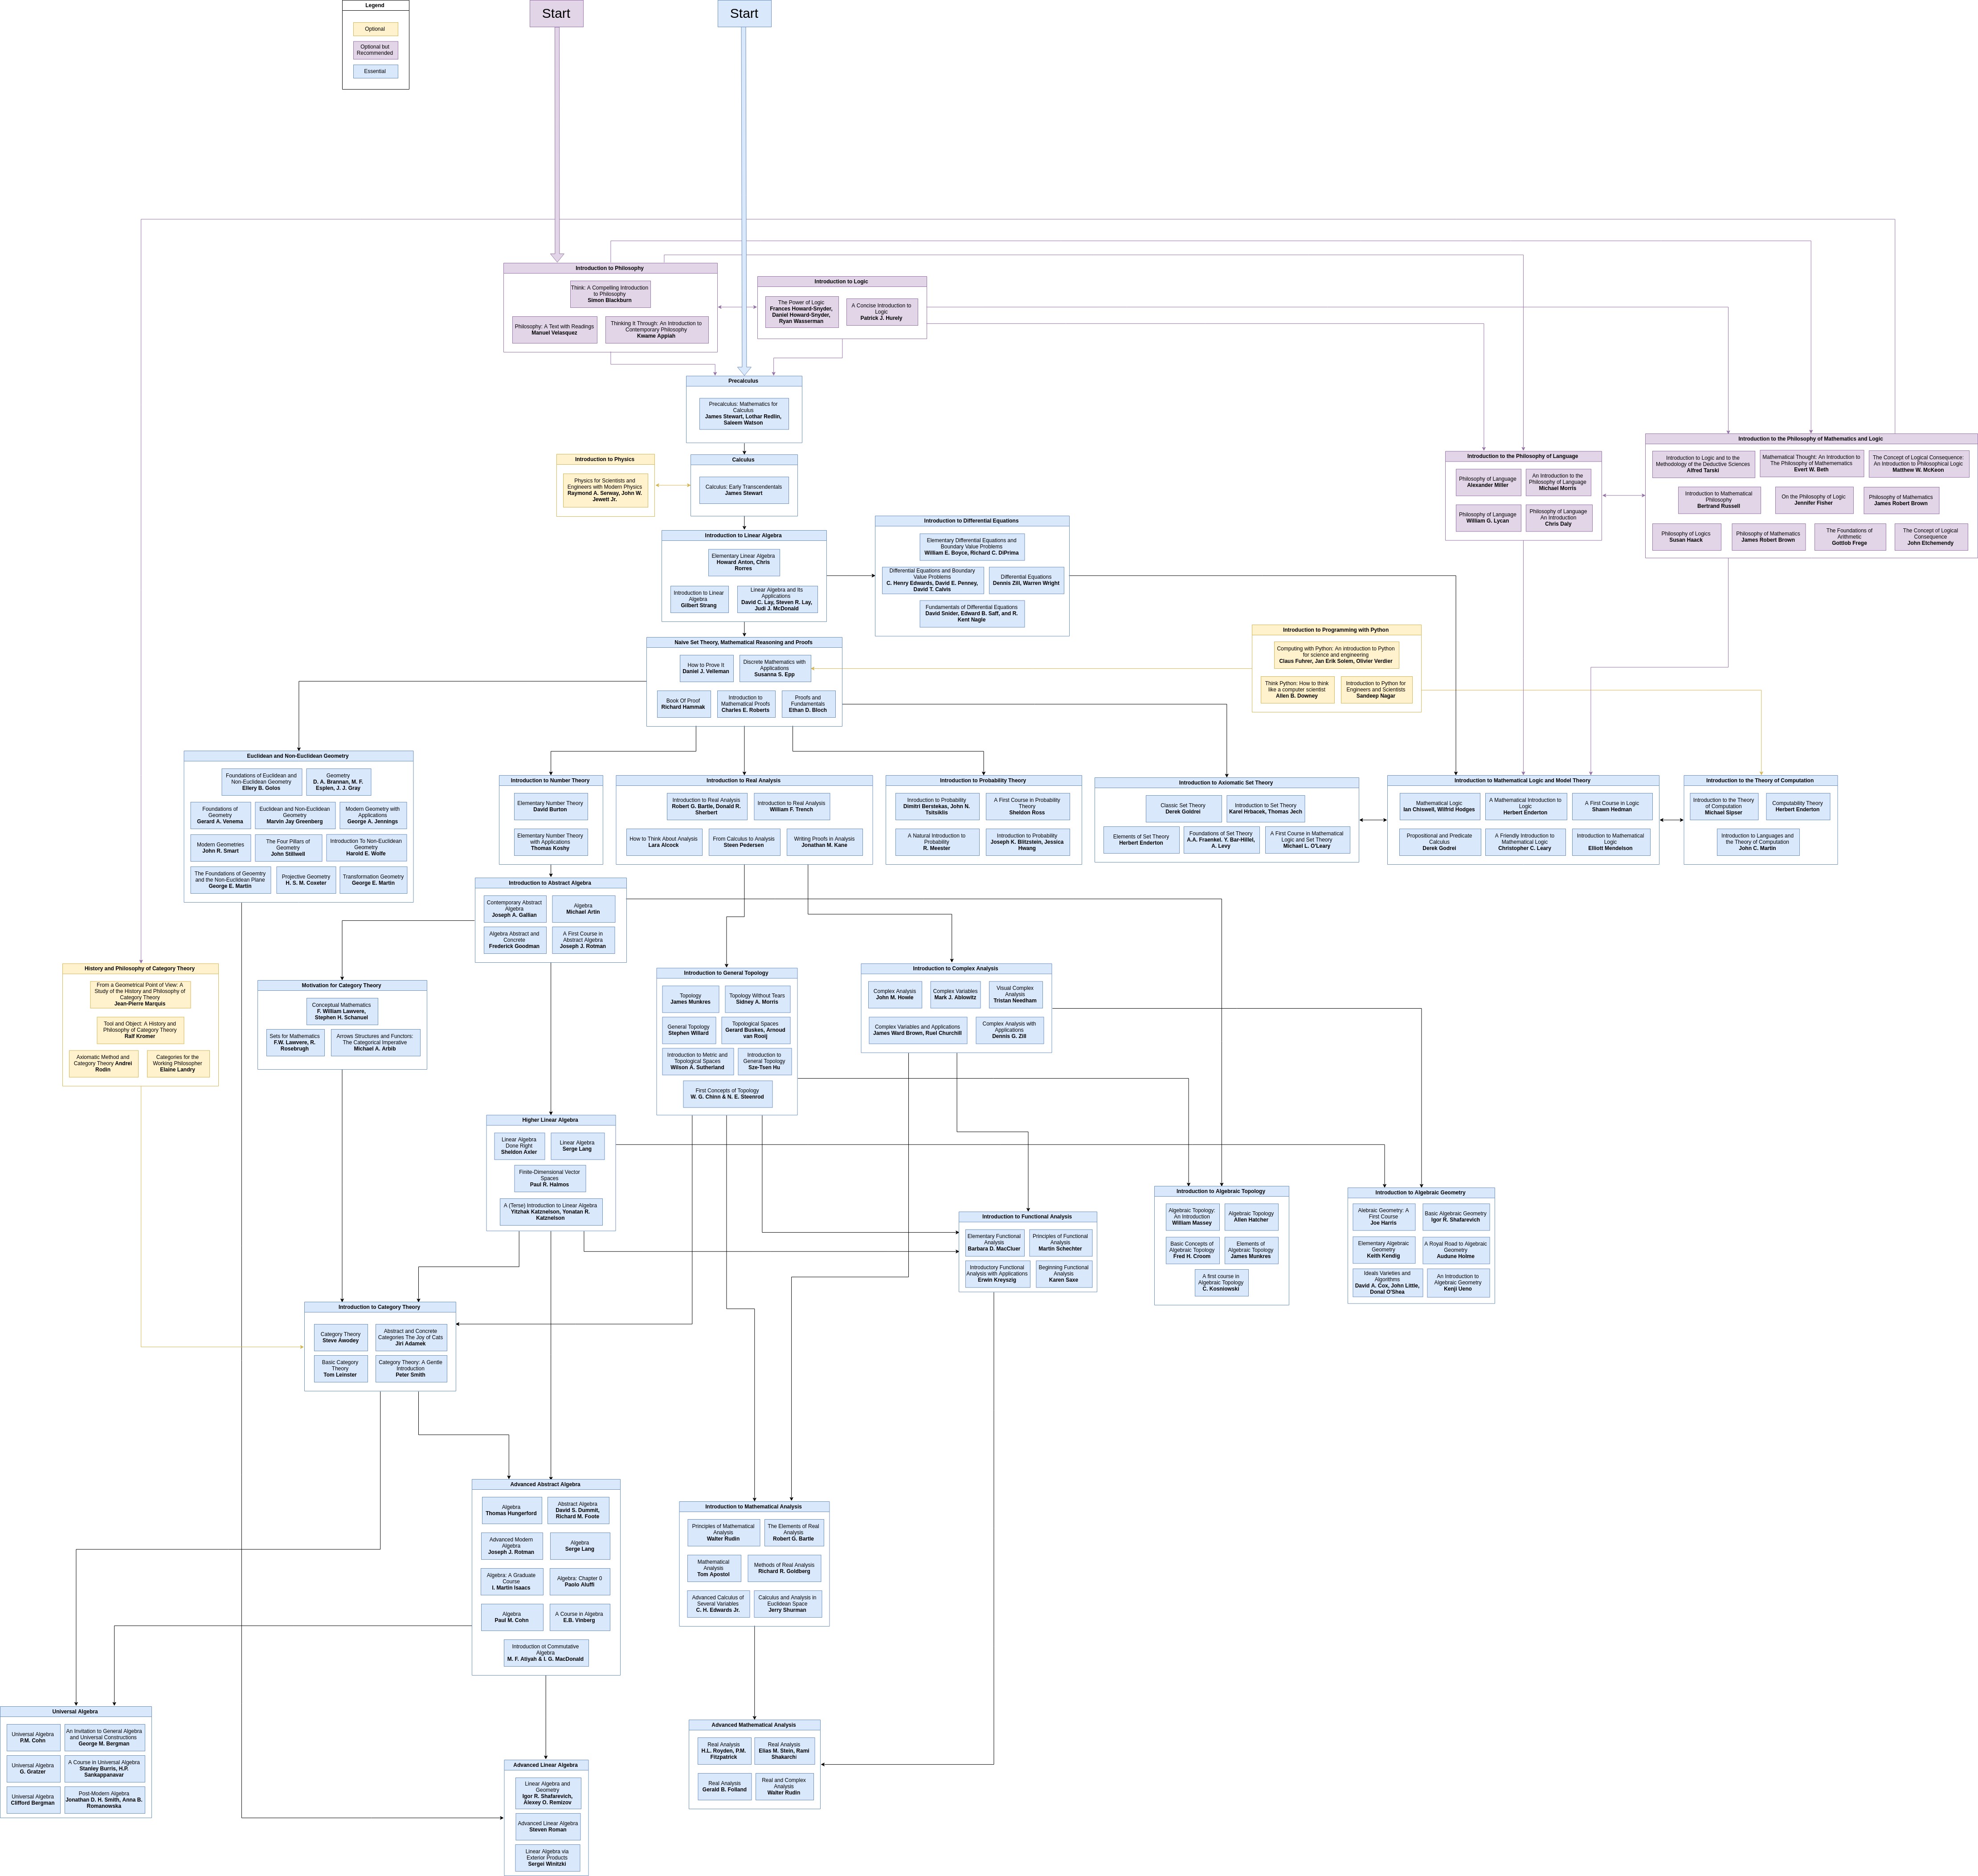 Legend
Optional
Optional but
Recommended
Essential
Start
Start
Introduction to Philosophy
Think: A Compelling Introduction
to Philosophy
Simon Blackburn
Philosophy: A Text with Readings
Manuel Velasquez
Thinking It Through: An Introduction to
Contemporary Philosophy
Kwame Appiah
Introduction to Logic
The Power of Logic
Frances Howard-Snyder,
Daniel Howard-Snyder,
Ryan Wasserman
A Concise Introduction to
Logic
Patrick J. Hurely
Precalculus
Precalculus: Mathematics for
Calculus
James Stewart, Lothar Redlin,
Saleem Watson
Introduction to Physics
Physics for Scientists and
Engineers with Modern Physics
Raymond A. Serway, John W.
Jewett Jr.
Calculus
Calculus: Early Transcendentals
James Stewart
Introduction to the Philosophy of Language
Philosophy of Language
Alexander Miller
An Introduction to the
Philosophy of Language
Michael Morris
Philosophy of Language
William G. Lycan
Philosophy of Language
An Introduction
Chris Daly
Introduction to the Philosophy of Mathematics and Logic
Introduction to Logic and to the
Methodology of the Deductive Sciences
Alfred Tarski
Mathematical Thought: An Introduction to
The Philosophy of Mathemematics
Evert W. Beth
The Concept of Logical Consequence:
An Introduction to Philosophical Logic
Matthew W. McKeon
Introduction to Mathematical
Philosophy
Bertrand Russell
On the Philosophy of Logic
Jennifer Fisher
Philosophy of Mathematics
James Robert Brown
Philosophy of Logics
Susan Haack
Philosophy of Mathematics
James Robert Brown
The Foundations of
Arithmetic
Gottlob Frege
The Concept of Logical
Consequence
John Etchemendy
Introduction to Linear Algebra
Elementary Linear Algebra
Howard Anton, Chris
Rorres
Introduction to Linear
Algebra
Gilbert Strang
Linear Algebra and Its
Applications
David C. Lay, Steven R. Lay,
Judi J. McDonald
Introduction to Differential Equations
Elementary Differential Equations and
Boundary Value Problems
William E. Boyce, Richard C. DiPrima
Differential Equations and Boundary
Value Problems
C. Henry Edwards, David E. Penney,
David T. Calvis
Differential Equations
Dennis Zill, Warren Wright
Fundamentals of Differential Equations
David Snider, Edward B. Saff, and R.
Kent Nagle
Naive Set Theory, Mathematical Reasoning and Proofs
How to Prove It
Daniel J. Velleman
Discrete Mathematics with
Applications
Susanna S. Epp
Book Of Proof
Richard Hammak
Introduction to
Mathematical Proofs
Charles E. Roberts
Proofs and
Fundamentals
Ethan D. Bloch
Introduction to Programming with Python
Computing with Python: An introduction to Python
for science and engineering
Claus Fuhrer, Jan Erik Solem, Olivier Verdier
Think Python: How to think
like a computer scientist
Allen B. Downey
Introduction to Python for
Engineers and Scientists
Sandeep Nagar
Euclidean and Non-Euclidean Geometry
Foundations of Euclidean and
Non-Euclidean Geometry
Ellery B. Golos
Geometry
D. A. Brannan, M. F.
Esplen, J. J. Gray
Foundations of
Geometry
Gerard A. Venema
Euclidean and Non-Euclidean
Geometry
Marvin Jay Greenberg
Modern Geometry with
Applications
George A. Jennings
Modern Geometries
John R. Smart
The Four Pillars of
Geometry
John Stillwell
Introduction To Non-Euclidean
Geometry
Harold E. Wolfe
The Foundations of Geoemtry
and the Non-Euclidean Plane
George E. Martin
Projective Geometry
H. S. M. Coxeter
Transformation Geometry
George E. Martin
Introduction to Number Theory
Elementary Number Theory
David Burton
Elementary Number Theory
with Applications
Thomas Koshy
Introduction to Real Analysis
Introduction to Real Analysis
Robert G. Bartle, Donald R.
Sherbert
Introduction to Real Analysis
William F. Trench
How to Think About Analysis
Lara Alcock
From Calculus to Analysis
Steen Pedersen
Writing Proofs in Analysis
Jonathan M. Kane
Introduction to Probability Theory
Inroduction to Probability
Dimitri Berstekas, John N.
Tsitsiklis
A First Course in Probability
Theory
Sheldon Ross
A Natural Introduction to
Probability
R. Meester
Introduction to Probability
Joseph K. Blitzstein, Jessica
Hwang
Introduction to Axiomatic Set Theory
Classic Set Theory
Derek Goldrei
Introduction to Set Theory
Karel Hrbacek, Thomas Jech
Elements of Set Theory
Herbert Enderton
Foundations of Set Theory
A.A. Fraenkel. Y. Bar-Hillel,
A. Levy
A First Course in Mathematical
Logic and Set Theory
Michael L. O'Leary
Introduction to Mathematical Logic and Model Theory
Mathematical Logic
Ian Chiswell, Wilfrid Hodges
A Mathematical Introduction to
Logic
Herbert Enderton
A First Course in Logic
Shawn Hedman
Propositional and Predicate
Calculus
Derek Godrei
A Friendly Introduction to
Mathematical Logic
Christopher C. Leary
Introduction to Mathematical
Logic
Elliott Mendelson
Introduction to the Theory of Computation
Introduction to the Theory
of Computation
Michael Sipser
Computability Theory
Herbert Enderton
Introduction to Languages and
the Theory of Computation
John C. Martin
Introduction to Abstract Algebra
Contemporary Abstract
Algebra
Joseph A. Gallian
Algebra
Michael Artin
Algebra Abstract and
Concrete
Frederick Goodman
A First Course in
Abstract Algebra
Joseph J. Rotman
History and Philosophy of Category Theory
From a Geometrical Point of View: A
Study of the History and Philosophy of
Category Theory
Jean-Pierre Marquis
Tool and Object: A History and
Philosophy of Category Theory
Ralf Kromer
Axiomatic Method and
Category Theory Andrei
Rodin
Categories for the
Working Philosopher
Elaine Landry
Motivation for Category Theory
Conceptual Mathematics
F. William Lawvere,
Stephen H. Schanuel
Sets for Mathematics
F.W. Lawvere, R.
Rosebrugh
Arrows Structures and Functors:
The Categorical Imperative
Michael A. Arbib
Introduction to General Topology
Topology
James Munkres
Topology Without Tears
Sidney A. Morris
General Topology
Stephen Willard
Topological Spaces
Gerard Buskes, Arnoud
van Rooij
Introduction to Metric and
Topological Spaces
Wilson A. Sutherland
Introduction to
General Topology
Sze-Tsen Hu
First Concepts of Topology
W. G. Chinn & N. E. Steenrod
Introduction to Complex Analysis
Complex Analysis
John M. Howie
Complex Variables
Mark J. Ablowitz
Visual Complex
Analysis
Tristan Needham
Complex Variables and Applications
James Ward Brown, Ruel Churchill
Complex Analysis with
Applications
Dennis G. Zill
Higher Linear Algebra
Linear Algebra
Done Right
Sheldon Axler
Linear Algebra
Serge Lang
Finite-Dimensional Vector
Spaces
Paul R. Halmos
A (Terse) Introduction to Linear Algebra
Yitzhak Katznelson, Yonatan R.
Katznelson
Introduction to Functional Analysis
Elementary Functional
Analysis
Barbara D. MacCluer
Principles of Functional
Analysis
Martin Schechter
Introductory Functional
Analysis with Applications
Erwin Kreyszig
Beginning Functional
Analysis
Karen Saxe
Introduction to Algebraic Topology
Algebraic Topology:
An Introduction
William Massey
Algebraic Topology
Allen Hatcher
Basic Concepts of
Algebraic Topology
Fred H. Croom
Elements of
Algebraic Topology
James Munkres
A first course in
Algebraic Topology
C. Kosniowski
Introduction to Algebraic Geometry
Alebraic Geometry: A
First Course
Joe Harris
Basic Algebraic Geometry
Igor R. Shafarevich
Elementary Algebraic
Geometry
Keith Kendig
A Royal Road to Algebraic
Geometry
Audune Holme
Ideals Varieties and
Algorithms
David A. Cox, John Little,
Donal O'Shea
An Introduction to
Algebraic Geometry
Kenji Ueno
Introduction to Category Theory
Category Theory
Steve Awodey
Abstract and Concrete
Categories The Joy of Cats
Jiri Adamek
Basic Category
Theory
Tom Leinster
Category Theory: A Gentle
Introduction
Peter Smith
Advanced Abstract Algebra
Algebra
Thomas Hungerford
Abstract Algebra
David S. Dummit,
Richard M. Foote
Advanced Modern
Algebra
Joseph J. Rotman
Algebra
Serge Lang
Algebra: A Graduate
Course
I. Martin Isaacs
Algebra: Chapter 0
Paolo Aluffi
Algebra
Paul M. Cohn
A Course in Algebra
E.B. Vinberg
Introduction ot Commutative
Algebra
M. F. Atiyah & I. G. MacDonald
Introduction to Mathematical Analysis
Principles of Mathematical
Analysis
Walter Rudin
The Elements of Real
Analysis
Robert G. Bartle
Mathematical
Analysis
Tom Apostol
Methods of Real Analysis
Richard R. Goldberg
Advanced Calculus of
Several Variables
C. H. Edwards Jr.
Calculus and Analysis in
Euclidean Space
Jerry Shurman
Universal Algebra
Universal Algebra
P.M. Cohn
An Invitation to General Algebra
and Universal Constructions
George M. Bergman
Universal Algebra
G. Gratzer
A Course in Universal Algebra
Stanley Burris, H.P.
Sankappanavar
Universal Algebra
Clifford Bergman
Post-Modern Algebra
Jonathan D. H. Smith, Anna B.
Romanowska
Advanced Mathematical Analysis
Real Analysis
H.L. Royden, P.M.
Fitzpatrick
Real Analysis
Elias M. Stein, Rami
Shakarchi
Real Analysis
Gerald B. Folland
Real and Complex
Analysis
Walter Rudin
Advanced Linear Algebra
Linear Algebra and
Geometry
Igor R. Shafarevich,
Alexey O. Remizov
Advanced Linear Algebra
Steven Roman
Linear Algebra via
Exterior Products
Sergei Winitzki